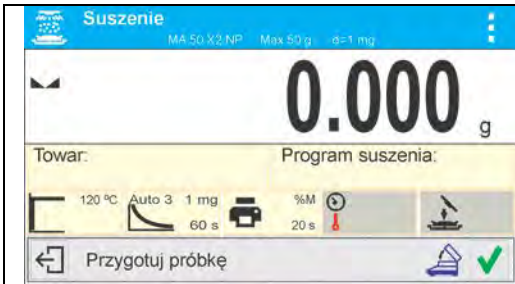 Suszenie
MA 50.X2.NP Max 50 g d=1 mg
0.000 g
Towar: Program suszenia:
120 ºC Auto 3 1 mg %M
60 s 20 s
Przygotuj próbkę